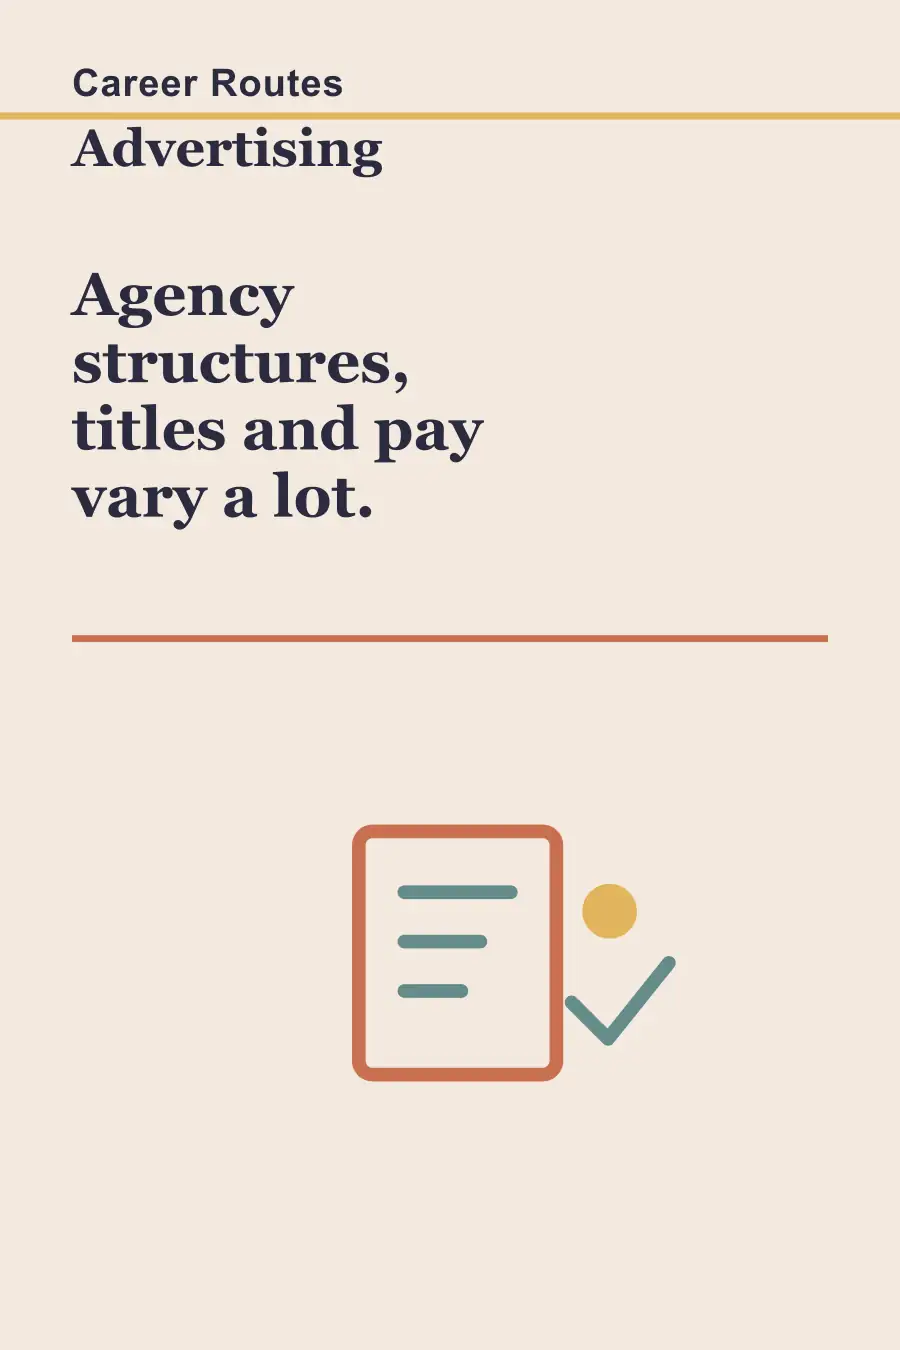 Career Routes
Advertising
Agency
structures,
titles and pay
vary a lot.